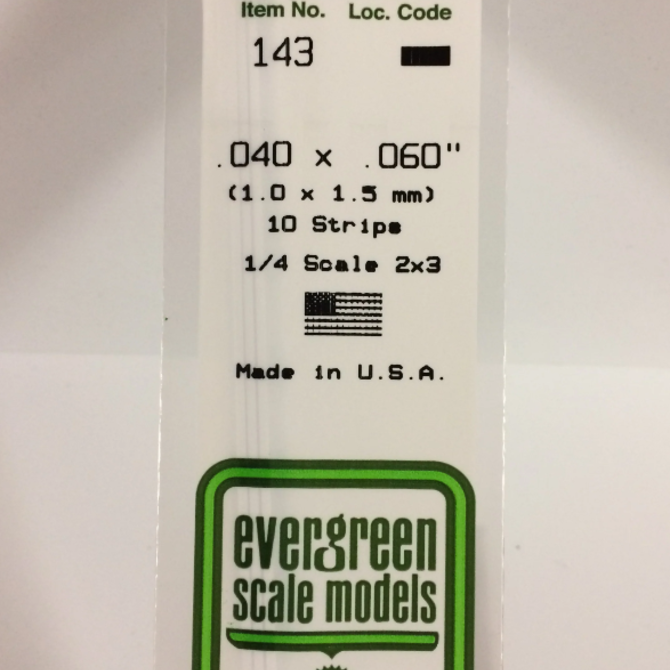 Item No. Loc. Code
143
.040 x .060"
(1.0 x 1.5 mm)
10 Strips
1/4 Scale 2x3
Made in U.S.A.
evergreen
scale models